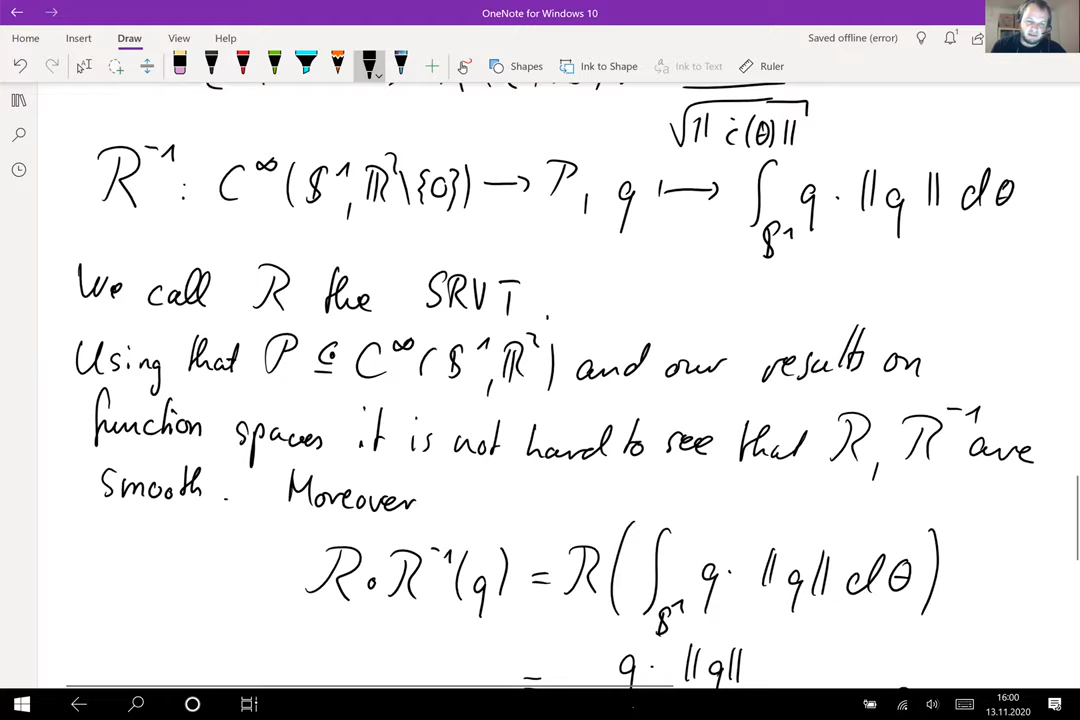 OneNote for Windows 10
Home Insert Draw View Help Saved offline (error)
Shapes Ink to Shape Ink to Text Ruler
√‖ċ(θ)‖
R⁻¹ : C^∞(S¹, ℝ²\{0}) → P, q ↦ ∫_{S¹} q · ‖q‖ dθ
We call R the SRVT.
Using that P ⊆ C^∞(S¹, ℝ²) and our results on
function spaces it is not hard to see that R, R⁻¹ are
smooth. Moreover
R ∘ R⁻¹(q) = R(∫_{S¹} q · ‖q‖ dθ)
= q · ‖q‖
16:00
13.11.2020